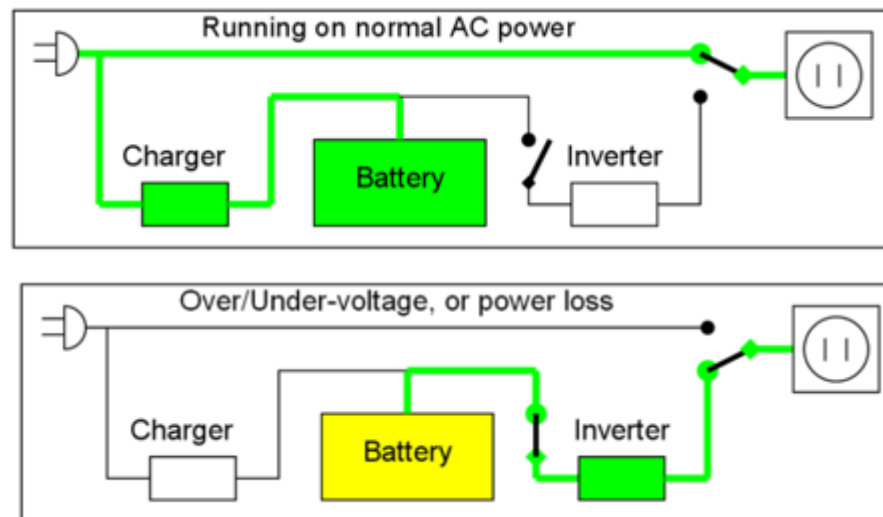 Running on normal AC power
Charger
Battery
Inverter
Over/Under-voltage, or power loss
Charger
Battery
Inverter